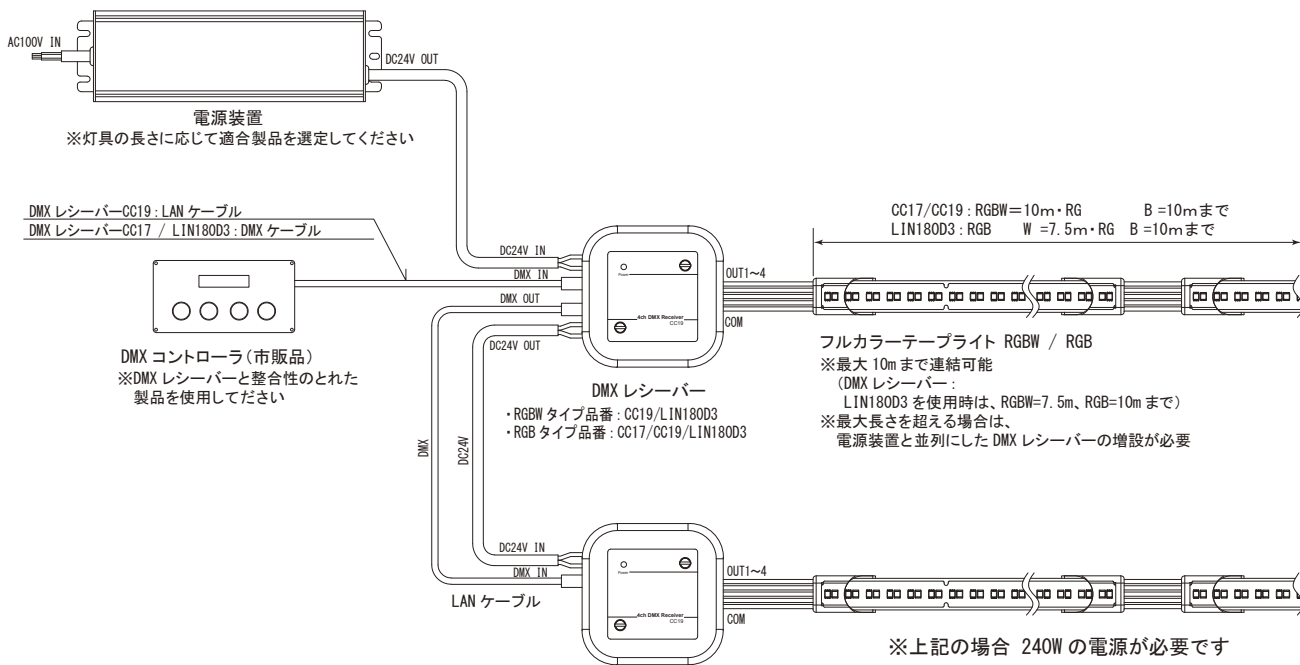 AC100V IN
DC24V OUT
電源装置
※灯具の長さに応じて適合製品を選定してください
DMX レシーバーCC19 : LAN ケーブル
DMX レシーバーCC17 / LIN180D3 : DMX ケーブル
DMX コントローラ(市販品)
※DMX レシーバーと整合性のとれた
製品を使用してださい
DC24V IN
DMX IN
DMX OUT
DC24V OUT
Power
4ch DMX Receiver
CC19
OUT1~4
COM
DMX レシーバー
・RGBW タイプ品番 : CC19/LIN180D3
・RGB タイプ品番 : CC17/CC19/LIN180D3
CC17/CC19 : RGBW=10m・RG B =10mまで
LIN180D3 : RGB W =7.5m・RG B =10mまで
フルカラーテープライト RGBW / RGB
※最大 10m まで連結可能
(DMX レシーバー :
LIN180D3 を使用時は、RGBW=7.5m、RGB=10m まで)
※最大長さを超える場合は、
電源装置と並列にした DMX レシーバーの増設が必要
DMX
DC24V
DC24V IN
DMX IN
LAN ケーブル
Power
4ch DMX Receiver
CC19
OUT1~4
COM
※上記の場合 240W の電源が必要です